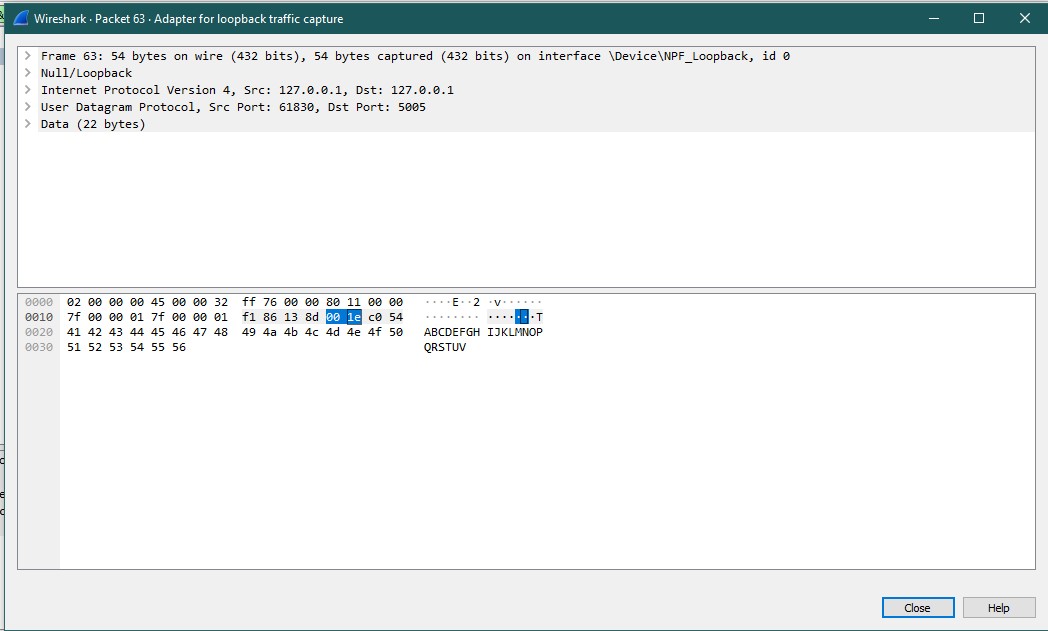 Wireshark · Packet 63 · Adapter for loopback traffic capture
Frame 63: 54 bytes on wire (432 bits), 54 bytes captured (432 bits) on interface \Device\NPF_Loopback, id 0
Null/Loopback
Internet Protocol Version 4, Src: 127.0.0.1, Dst: 127.0.0.1
User Datagram Protocol, Src Port: 61830, Dst Port: 5005
Data (22 bytes)
0000 02 00 00 00 45 00 00 32 ff 76 00 00 80 11 00 00 ····E··2 ·v······
0010 7f 00 00 01 7f 00 00 01 f1 86 13 8d 00 1e c0 54 ········ ·······T
0020 41 42 43 44 45 46 47 48 49 4a 4b 4c 4d 4e 4f 50 ABCDEFGH IJKLMNOP
0030 51 52 53 54 55 56 QRSTUV
Close Help